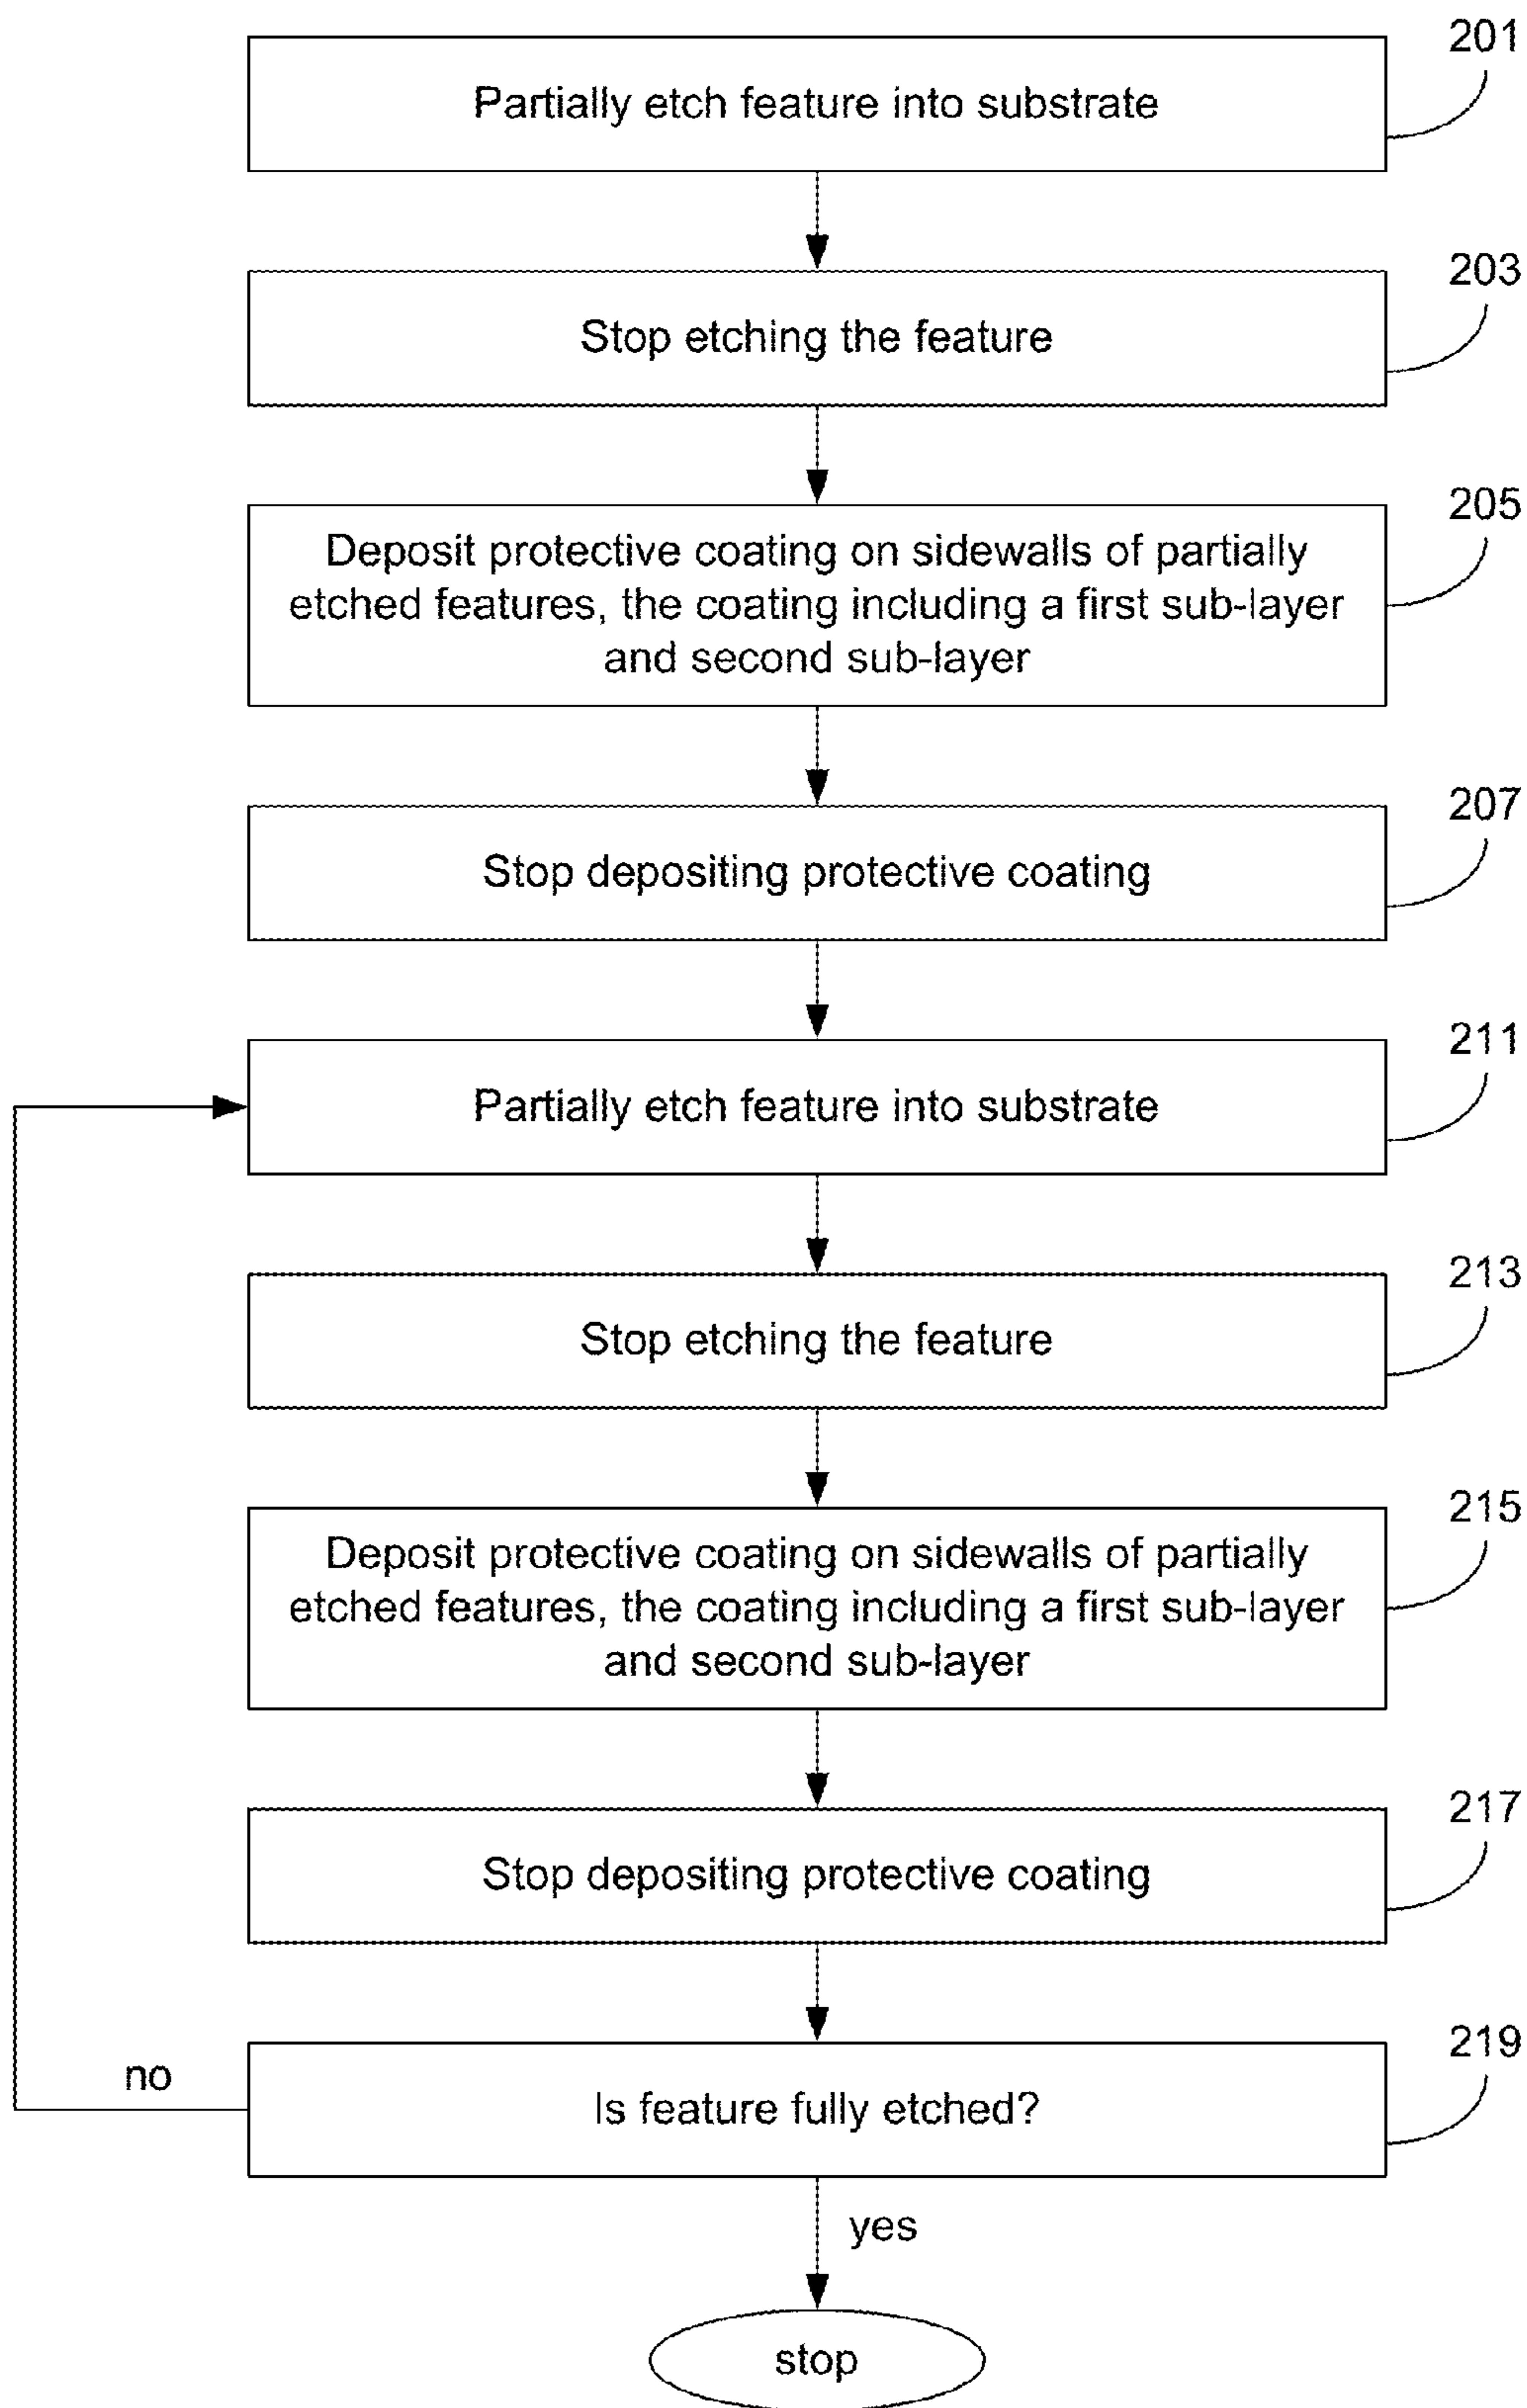 201
Partially etch feature into substrate
203
Stop etching the feature
205
Deposit protective coating on sidewalls of partially
etched features, the coating including a first sub-layer
and second sub-layer
207
Stop depositing protective coating
211
Partially etch feature into substrate
213
Stop etching the feature
215
Deposit protective coating on sidewalls of partially
etched features, the coating including a first sub-layer
and second sub-layer
217
Stop depositing protective coating
219
no
Is feature fully etched?
yes
stop